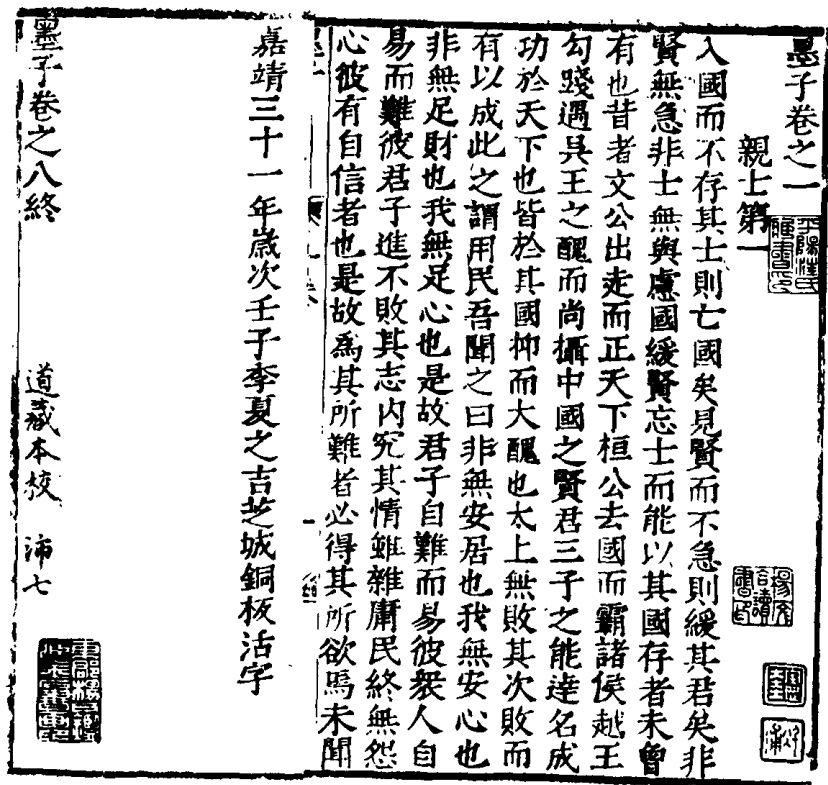 墨子卷之一
親士第一
入國而不存其士則亡國矣見賢而不急則緩其君矣非
賢無急非士無與慮國緩賢忘士而能以其國存者未曾
有也昔者文公出走而正天下桓公去國而霸諸侯越王
勾踐遇吳王之醜而尚攝中國之賢君三子之能達名成
功於天下也皆於其國抑而大醜也太上無敗其次敗而
有以成此之謂用民吾聞之曰非無安居也我無安心也
非無足財也我無足心也是故君子自難而易彼衆人自
易而難彼君子進不敗其志内究其情雖雜庸民終無怨
心彼有自信者也是故爲其所難者必得其所欲焉未聞
嘉靖三十一年歲次壬子季夏之吉芝城銅板活字
墨子卷之八終
道藏本校 沛七